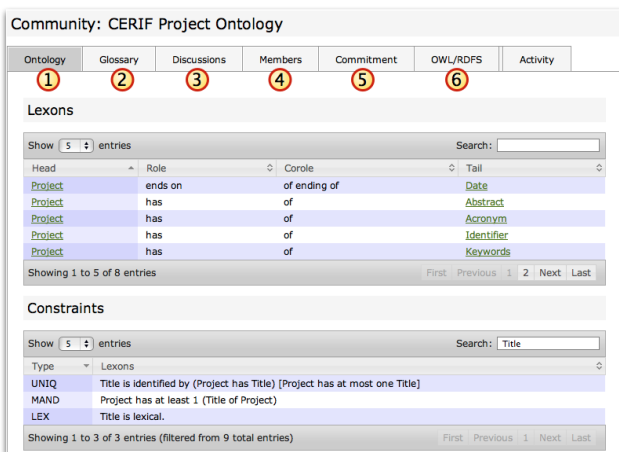 Community: CERIF Project Ontology
Ontology Glossary Discussions Members Commitment OWL/RDFS Activity
1 2 3 4 5 6
Lexons
Show 5 entries Search:
Head Role Corole Tail
Project ends on of ending of Date
Project has of Abstract
Project has of Acronym
Project has of Identifier
Project has of Keywords
Showing 1 to 5 of 8 entries First Previous 1 2 Next Last
Constraints
Show 5 entries Search: Title
Type Lexons
UNIQ Title is identified by (Project has Title) [Project has at most one Title]
MAND Project has at least 1 (Title of Project)
LEX Title is lexical.
Showing 1 to 3 of 3 entries (filtered from 9 total entries) First Previous 1 Next Last